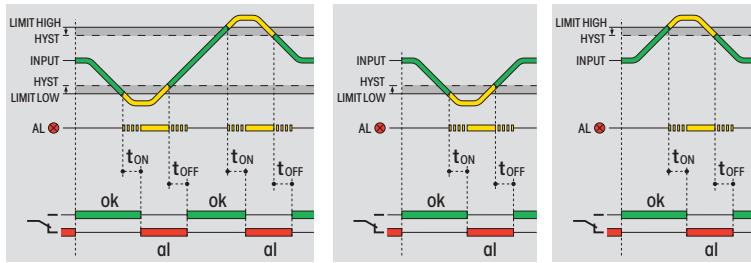 LIMIT HIGH
HYST
INPUT
HYST
LIMIT LOW
AL
tON
tOFF
tON
tOFF
ok
ok
al
al
INPUT
HYST
LIMIT LOW
AL
tON
tOFF
ok
al
LIMIT HIGH
HYST
INPUT
AL
tON
tOFF
ok
al